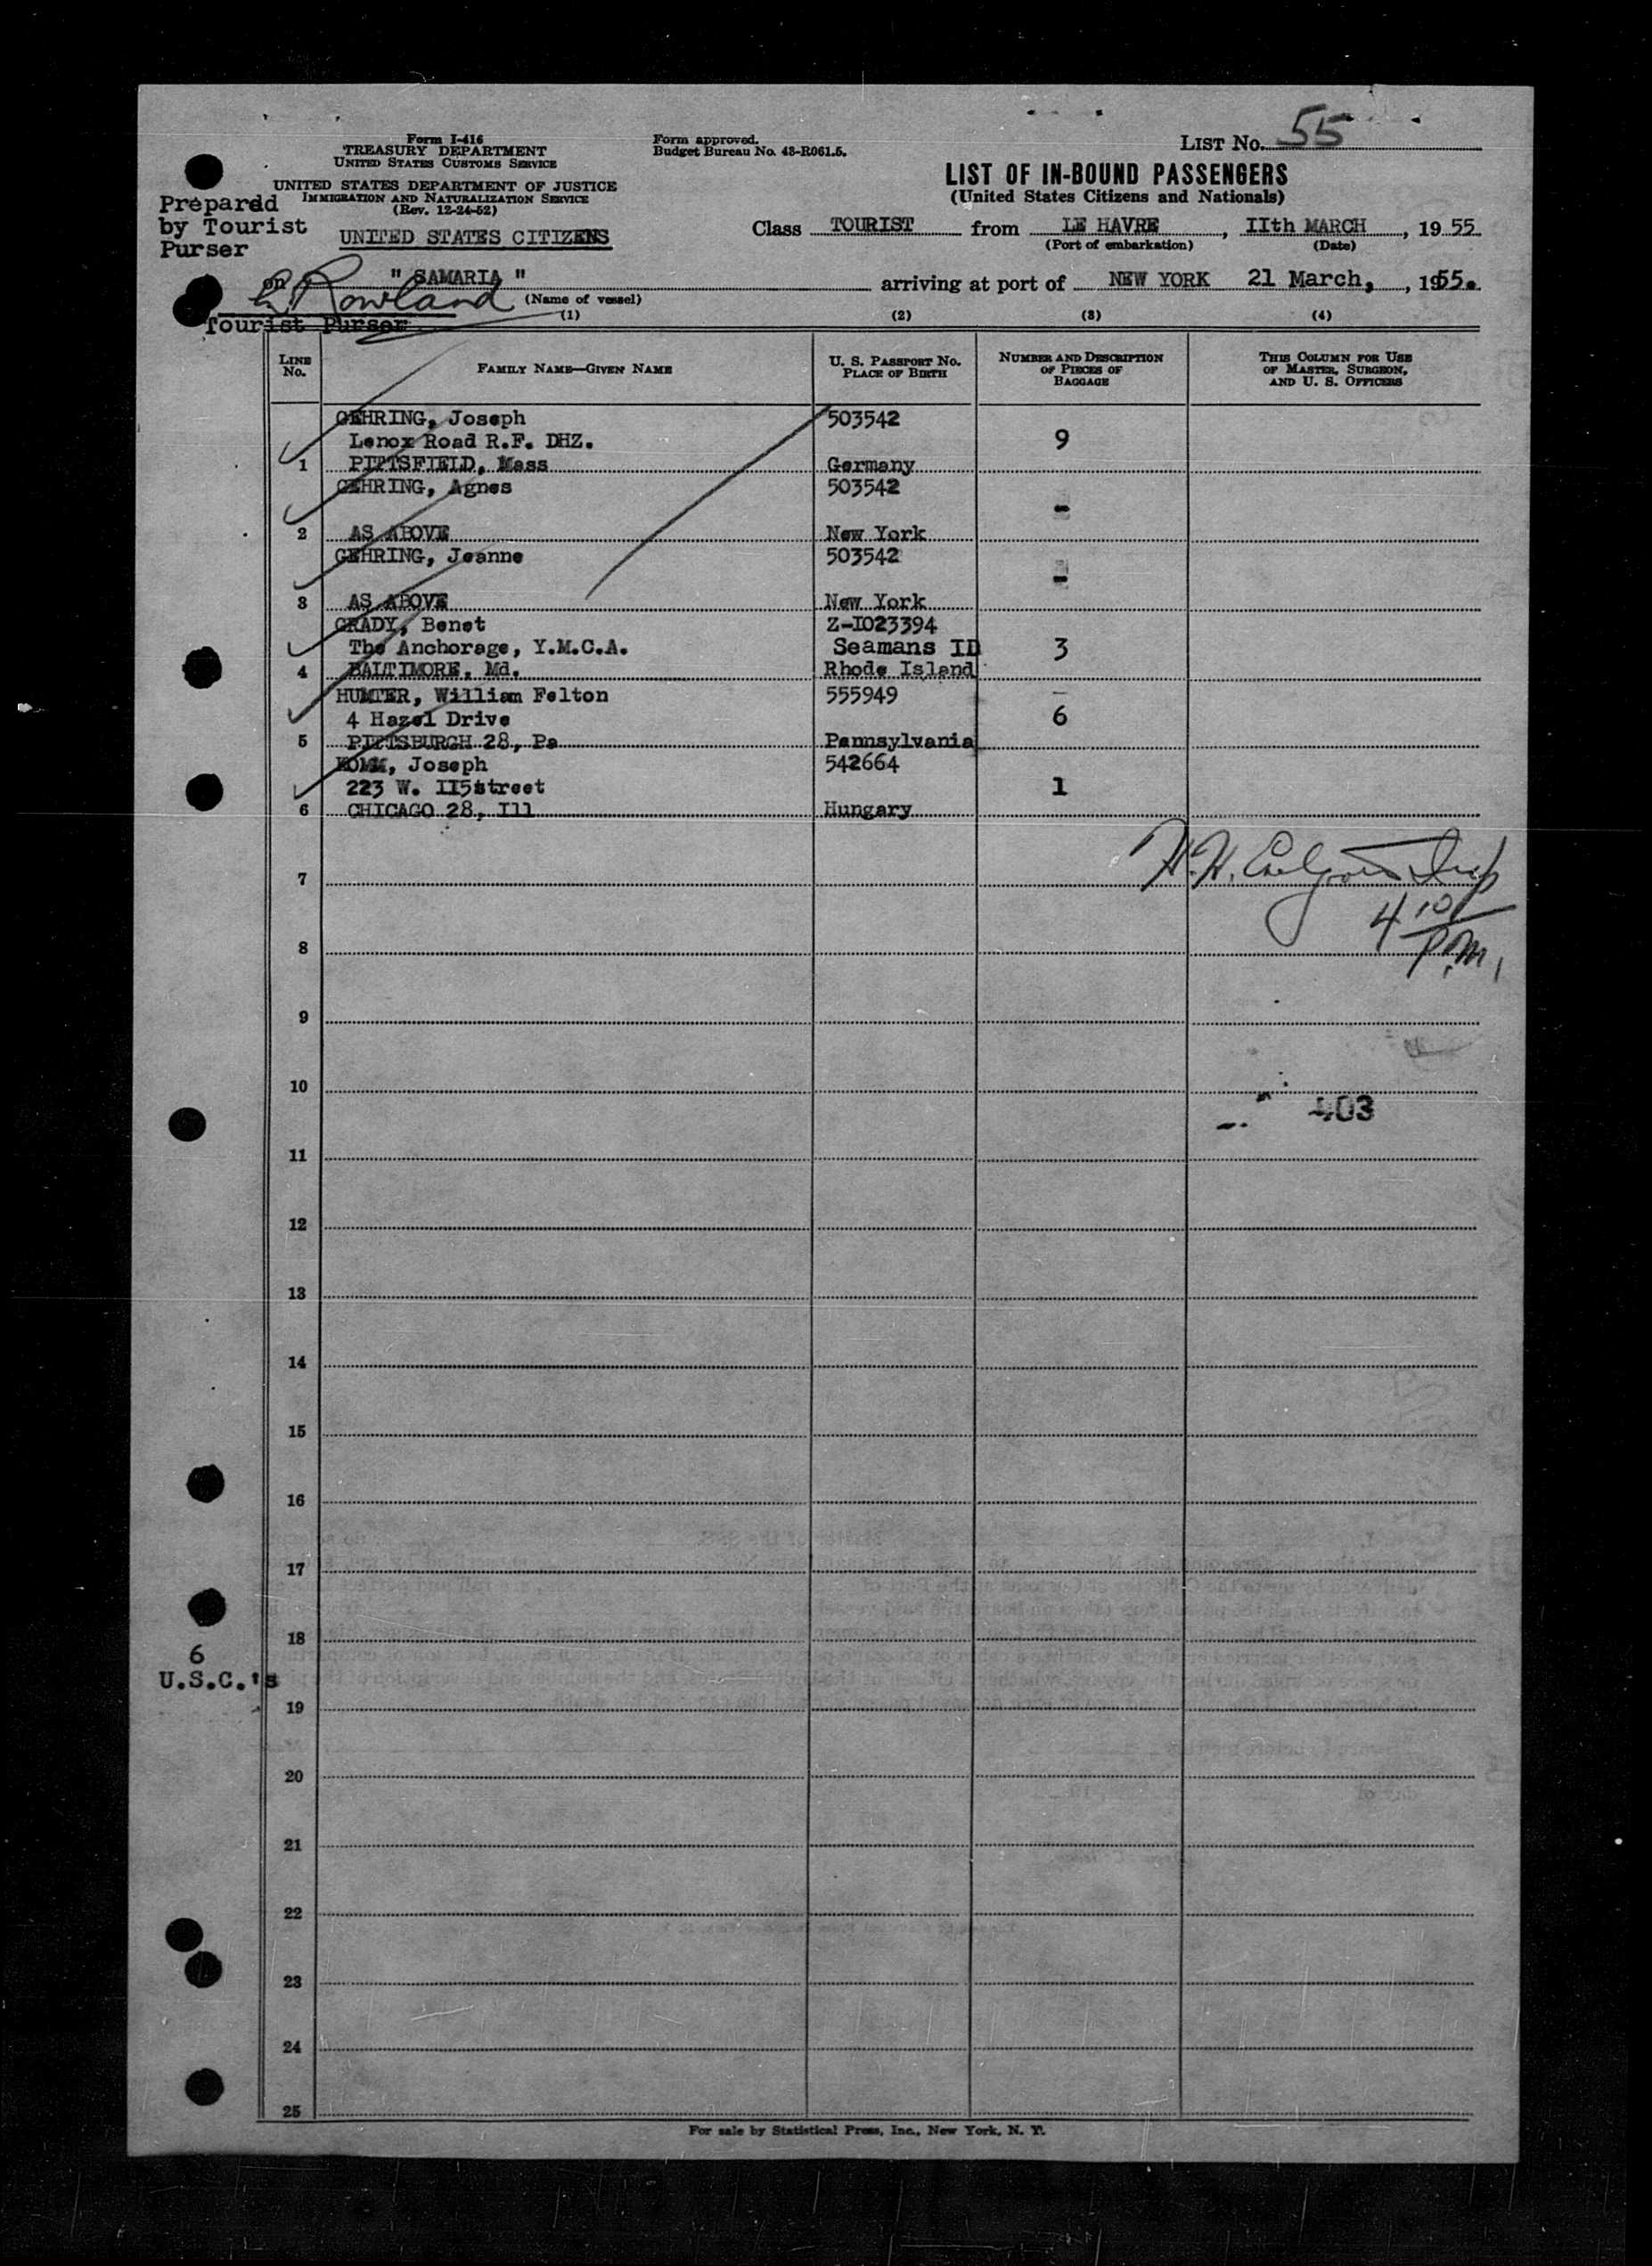 Form I-416
TREASURY DEPARTMENT
UNITED STATES CUSTOMS SERVICE
UNITED STATES DEPARTMENT OF JUSTICE
IMMIGRATION AND NATURALIZATION SERVICE
(Rev. 12-24-52)
UNITED STATES CITIZENS
Form approved.
Budget Bureau No. 43-R061.5.
LIST No. 55
LIST OF IN-BOUND PASSENGERS
(United States Citizens and Nationals)
Prepardd
by Tourist
Purser
Class TOURIST from LE HAVRE, IIth MARCH, 19 55
(Port of embarkation) (Date)
on " SAMARIA " arriving at port of NEW YORK 21 March, , 1955.
Rowland
(Name of vessel)
Tourist Purser
(1) (2) (3) (4)
LINE No. FAMILY NAME—GIVEN NAME U. S. PASSPORT No. PLACE OF BIRTH NUMBER AND DESCRIPTION OF PIECES OF BAGGAGE THIS COLUMN FOR USE OF MASTER, SURGEON, AND U. S. OFFICERS
GEHRING, Joseph 503542
Lenox Road R.F. DHZ. 9
1 PITTSFIELD, Mass Germany
GEHRING, Agnes 503542
-
2 AS ABOVE New York
GEHRING, Jeanne 503542
-
3 AS ABOVE New York
GRADY, Benet Z-I023394
The Anchorage, Y.M.C.A. Seamans ID 3
4 BALTIMORE, Md. Rhode Island
HUNTER, William Felton 555949
4 Hazel Drive 6
5 PITTSBURGH 28, Pa Pennsylvania
KOMM, Joseph 542664
223 W. II5street 1
6 CHICAGO 28, Ill Hungary
H.H.
7
4 10
8
P.M.
9
10
403
11
12
13
14
15
16
17
18
6
U.S.C.'s
19
20
21
22
23
24
25
For sale by Statistical Press, Inc., New York, N. Y.